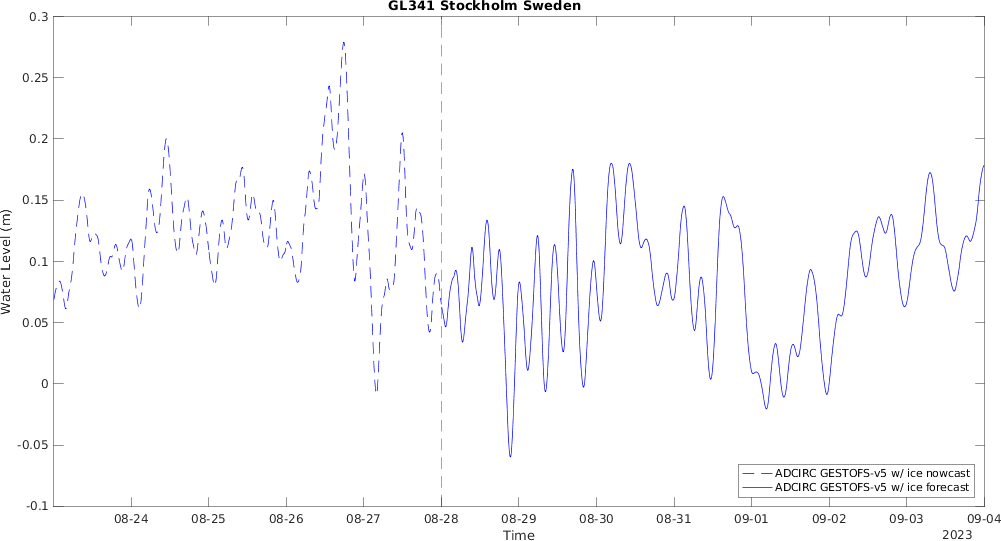 GL341 Stockholm Sweden
0.3
0.25
0.2
0.15
0.1
0.05
0
-0.05
-0.1
Water Level (m)
ADCIRC GESTOFS-v5 w/ ice nowcast
ADCIRC GESTOFS-v5 w/ ice forecast
08-24 08-25 08-26 08-27 08-28 08-29 08-30 08-31 09-01 09-02 09-03 09-04
Time
2023